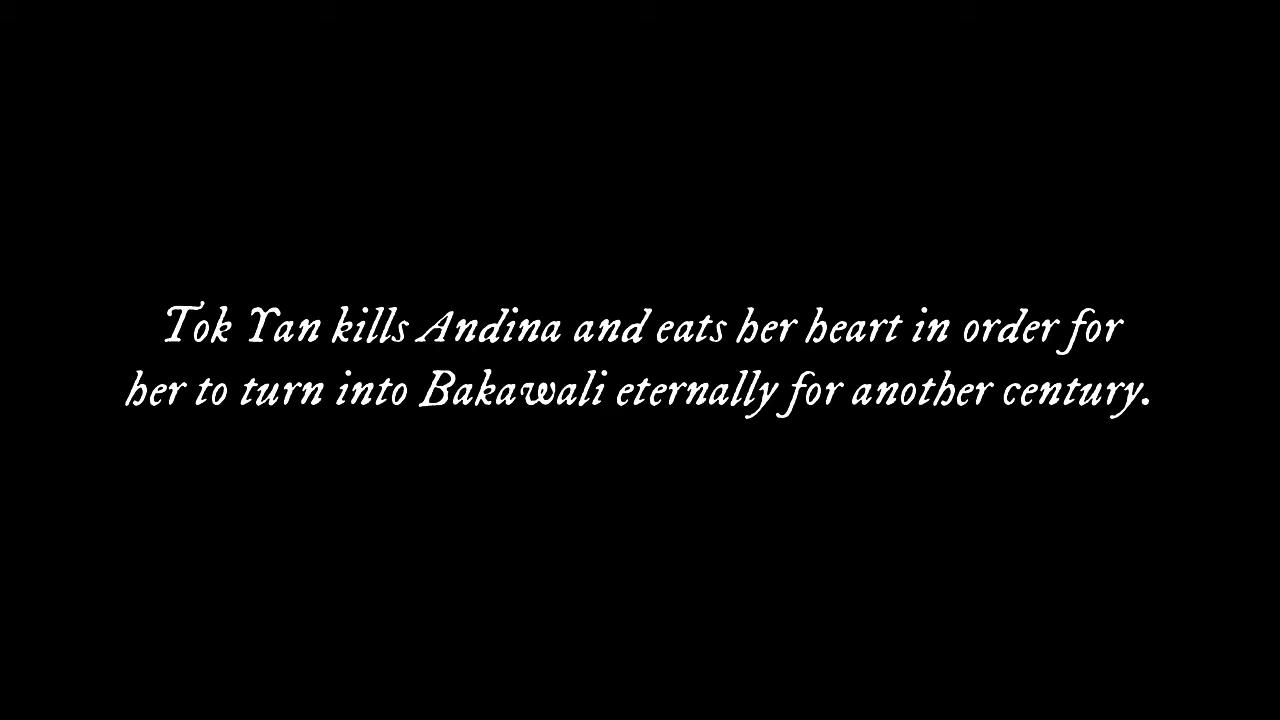 Tok Yan kills Andina and eats her heart in order for
her to turn into Bakawali eternally for another century.